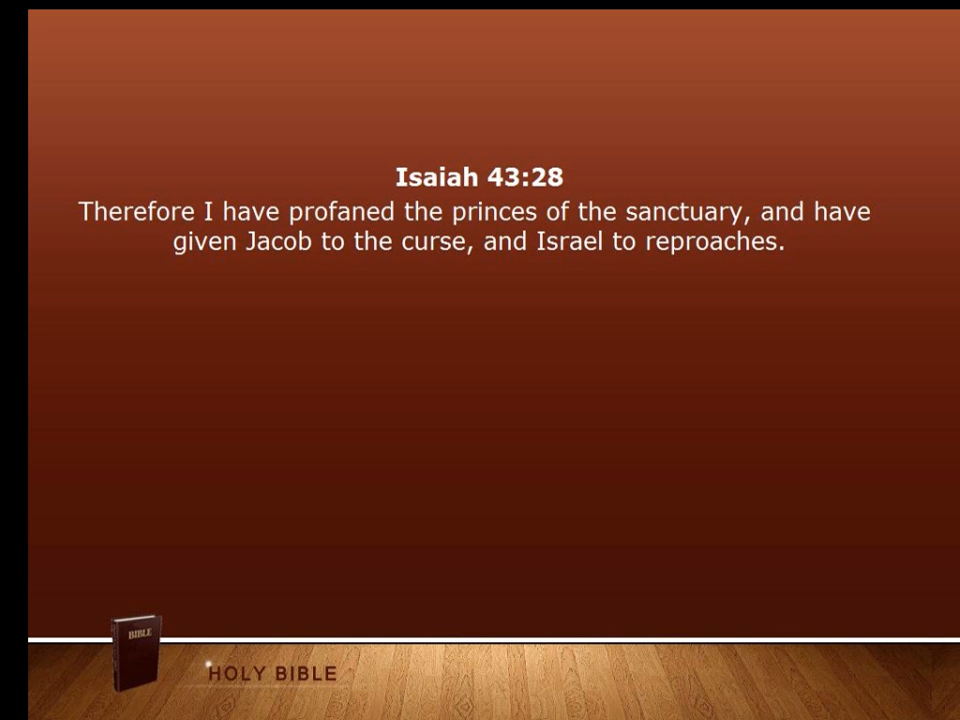 Isaiah 43:28
Therefore I have profaned the princes of the sanctuary, and have
given Jacob to the curse, and Israel to reproaches.
BIBLE
HOLY BIBLE